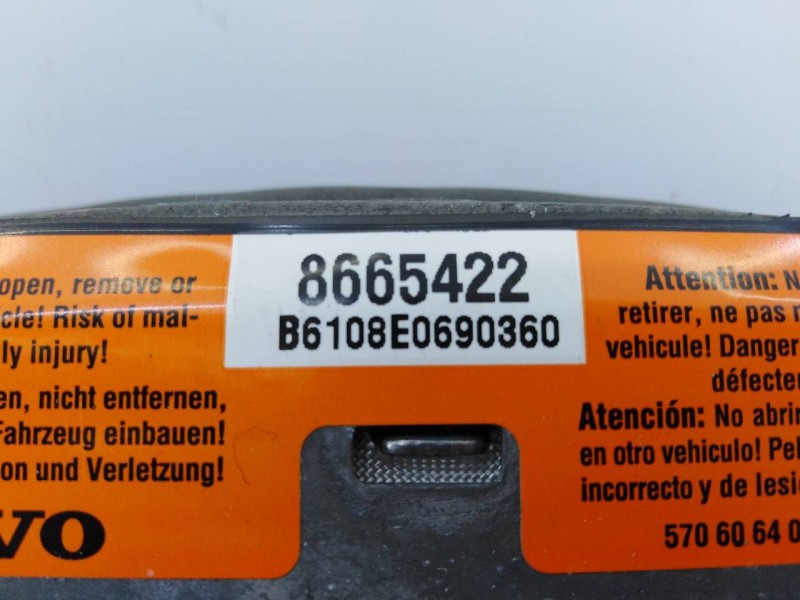 open, remove or
cle! Risk of mal-
ly injury!
en, nicht entfernen,
Fahrzeug einbauen!
on und Verletzung!
VO
8665422
B6108E0690360
Attention: N
retirer, ne pas
vehicule! Danger
défecte
Atención: No abrir
en otro vehiculo! Pel
incorrecto y de lesi
570 60 64 0